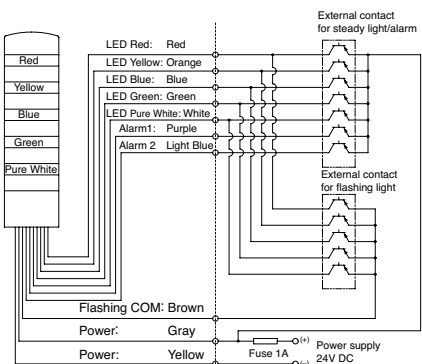 External contact
for steady light/alarm
LED Red: Red
LED Yellow: Orange
LED Blue: Blue
LED Green: Green
LED Pure White: White
Alarm1: Purple
Alarm 2 Light Blue
Red
Yellow
Blue
Green
Pure White
External contact
for flashing light
Flashing COM: Brown
Power: Gray
Power: Yellow
Fuse 1A
(+)
(−)
Power supply
24V DC